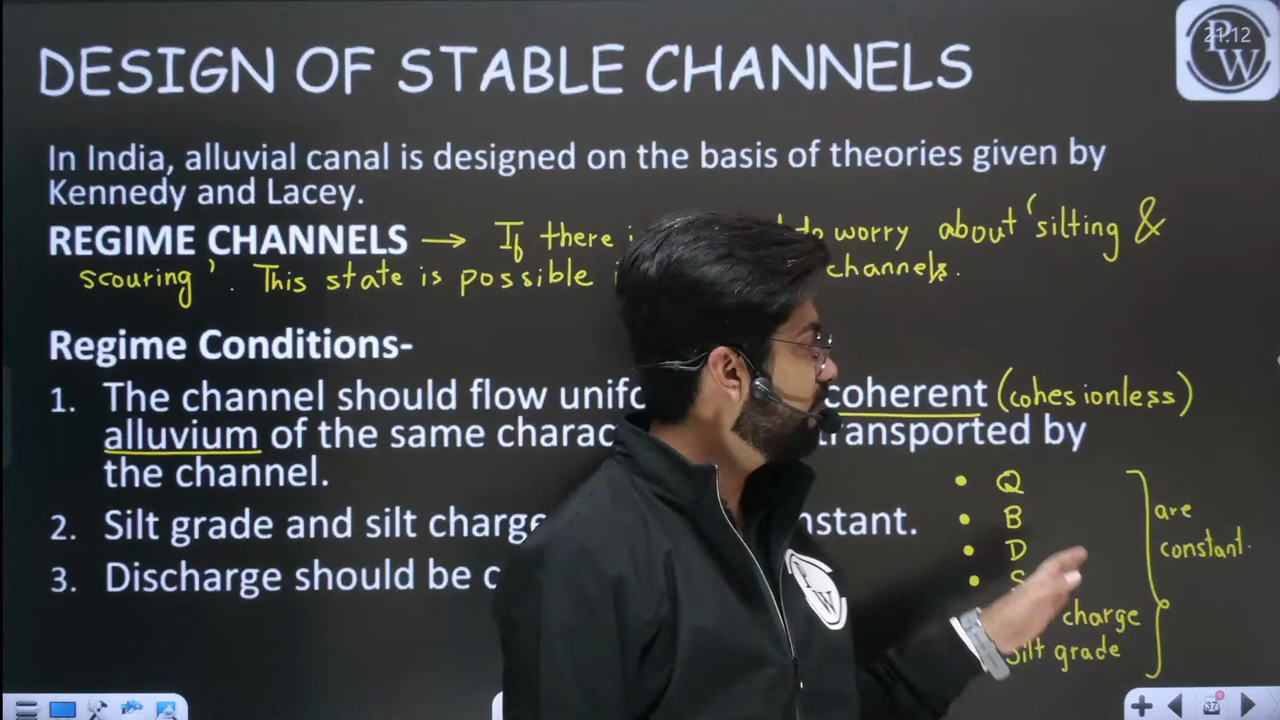 DESIGN OF STABLE CHANNELS
21:12
PW
In India, alluvial canal is designed on the basis of theories given by
Kennedy and Lacey.
REGIME CHANNELS → If there worry about 'silting &
scouring'. This state is possible channels.
Regime Conditions-
1. The channel should flow coherent (cohesionless)
alluvium of the same transported by
the channel.
2. Silt grade and silt charge
3. Discharge should be
• Q
• B
• D
are
constant.
charge
silt grade
PW
37